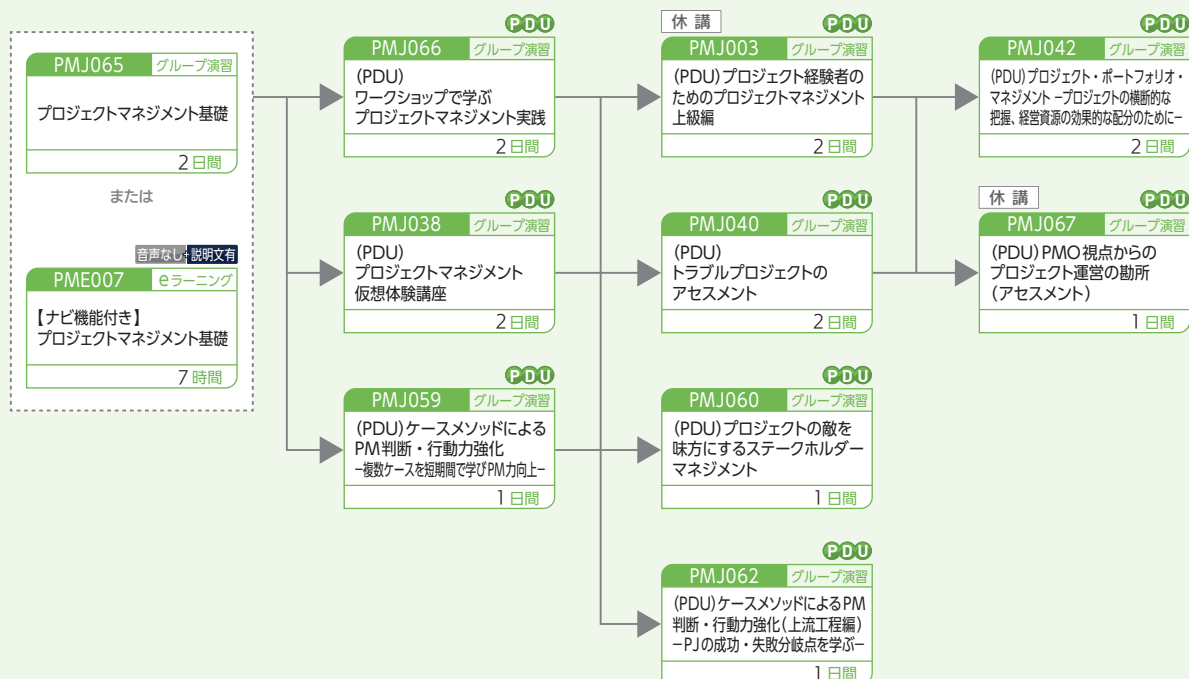 PMJ065 グループ演習
プロジェクトマネジメント基礎
2日間
または
音声なし+説明文有
PME007 eラーニング
【ナビ機能付き】
プロジェクトマネジメント基礎
7時間
PDU
PMJ066 グループ演習
(PDU)
ワークショップで学ぶ
プロジェクトマネジメント実践
2日間
PDU
PMJ038 グループ演習
(PDU)
プロジェクトマネジメント
仮想体験講座
2日間
PDU
PMJ059 グループ演習
(PDU)ケースメソッドによる
PM判断・行動力強化
−複数ケースを短期間で学びPM力向上−
1日間
休講 PDU
PMJ003 グループ演習
(PDU)プロジェクト経験者の
ためのプロジェクトマネジメント
上級編
2日間
PDU
PMJ040 グループ演習
(PDU)
トラブルプロジェクトの
アセスメント
2日間
PDU
PMJ060 グループ演習
(PDU)プロジェクトの敵を
味方にするステークホルダー
マネジメント
1日間
PDU
PMJ062 グループ演習
(PDU)ケースメソッドによるPM
判断・行動力強化(上流工程編)
−PJの成功・失敗分岐点を学ぶ−
1日間
PDU
PMJ042 グループ演習
(PDU)プロジェクト・ポートフォリオ・
マネジメント −プロジェクトの横断的な
把握、経営資源の効果的な配分のために−
2日間
休講 PDU
PMJ067 グループ演習
(PDU)PMO視点からの
プロジェクト運営の勘所
(アセスメント)
1日間